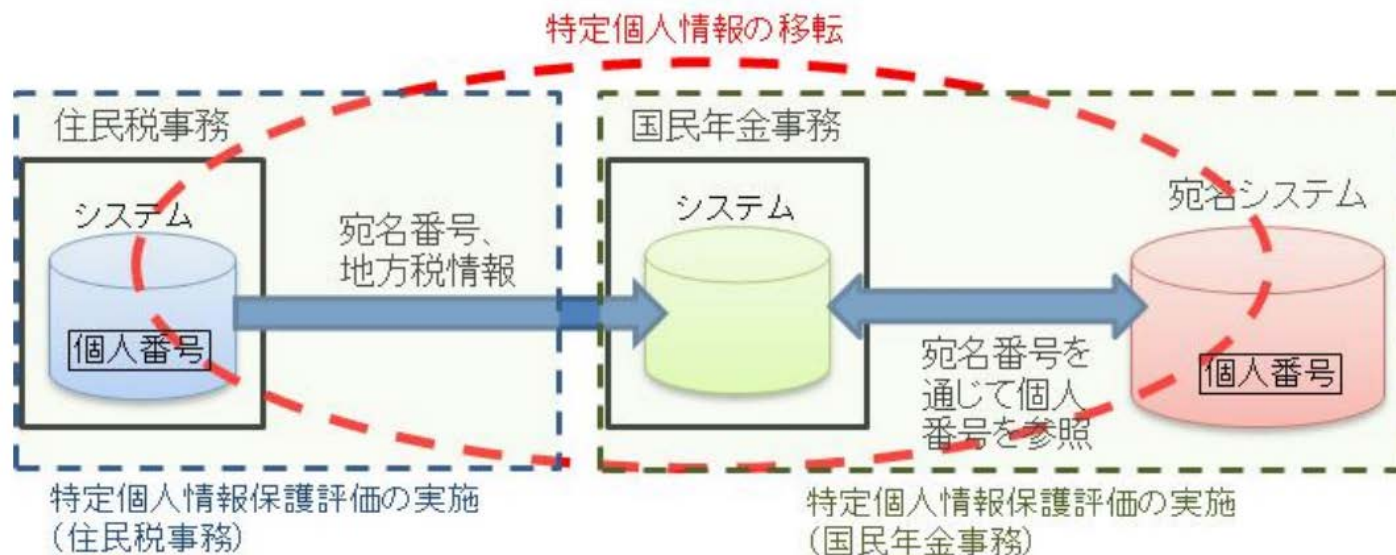 特定個人情報の移転
住民税事務
システム
個人番号
宛名番号、
地方税情報
国民年金事務
システム
宛名システム
宛名番号を
通じて個人
番号を参照
個人番号
特定個人情報保護評価の実施
(住民税事務)
特定個人情報保護評価の実施
(国民年金事務)